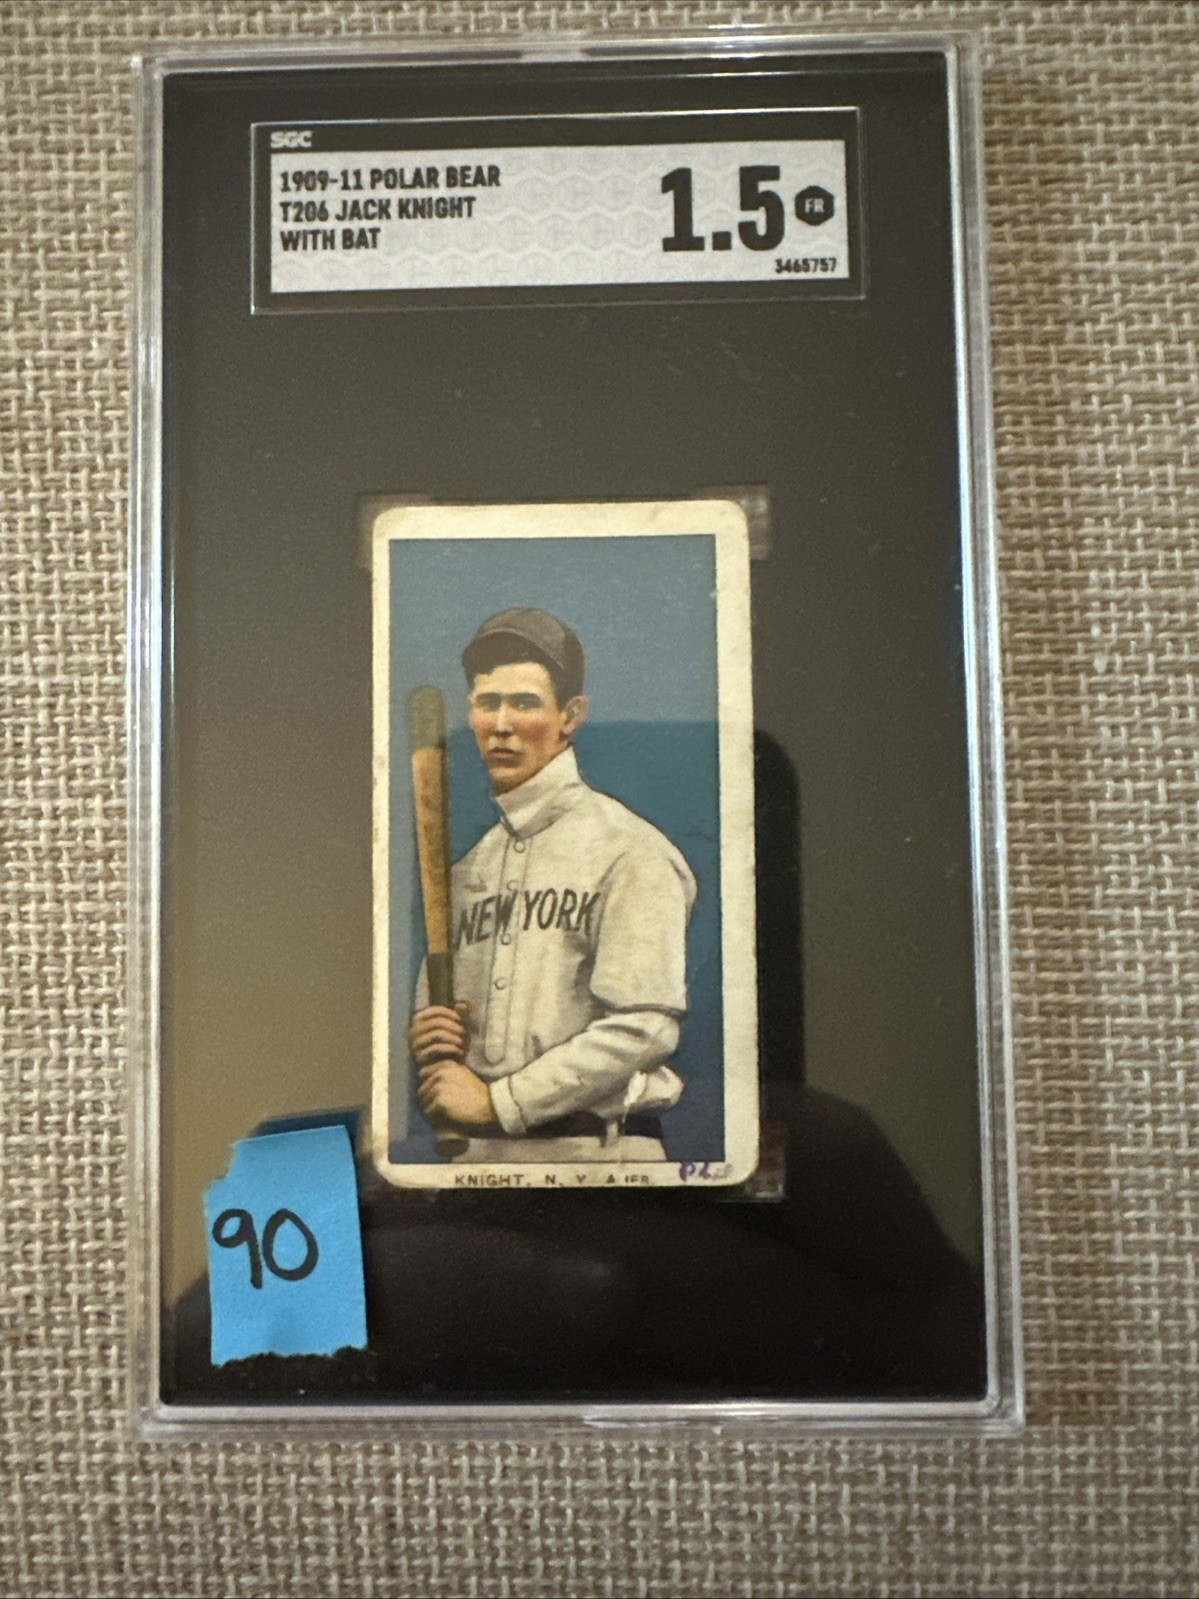 SGC
1909-11 POLAR BEAR
T206 JACK KNIGHT
WITH BAT
1.5 FR
3465757
NEW YORK
KNIGHT, N. Y. AMER.
90